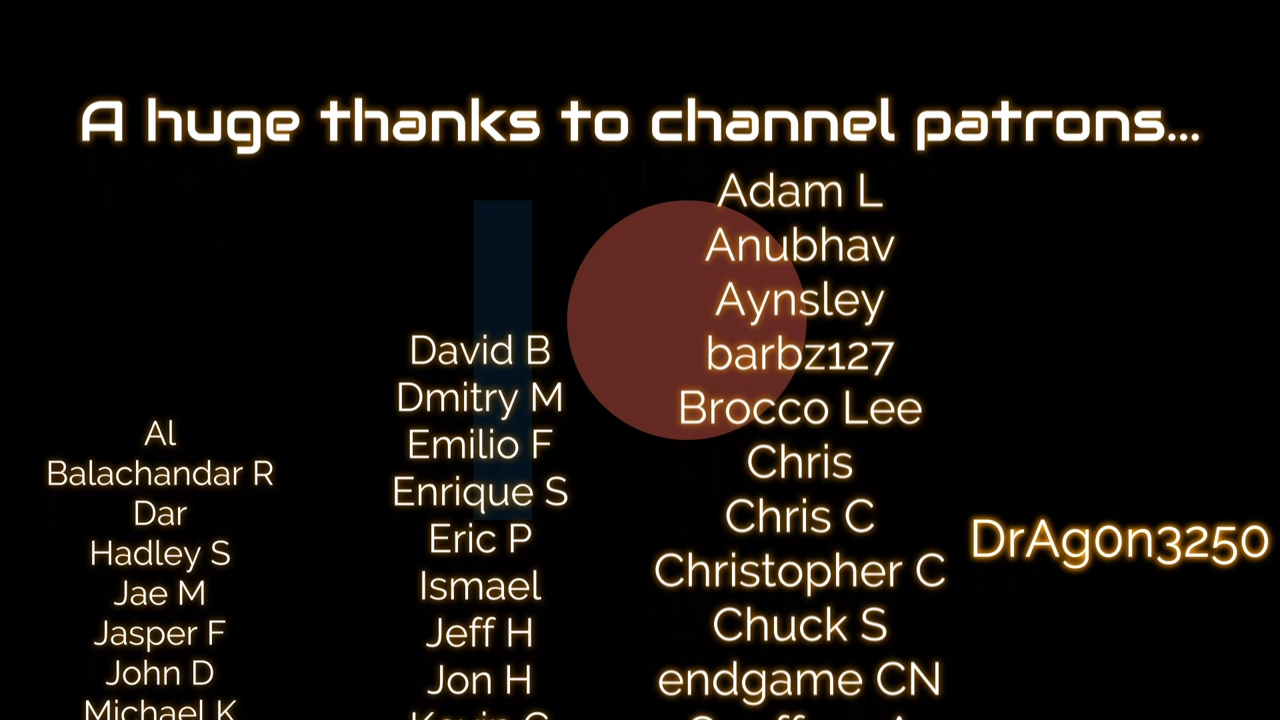 A huge thanks to channel patrons...
Al
Balachandar R
Dar
Hadley S
Jae M
Jasper F
John D
Michael K
David B
Dmitry M
Emilio F
Enrique S
Eric P
Ismael
Jeff H
Jon H
Adam L
Anubhav
Aynsley
barbz127
Brocco Lee
Chris
Chris C
Christopher C
Chuck S
endgame CN
DrAg0n3250